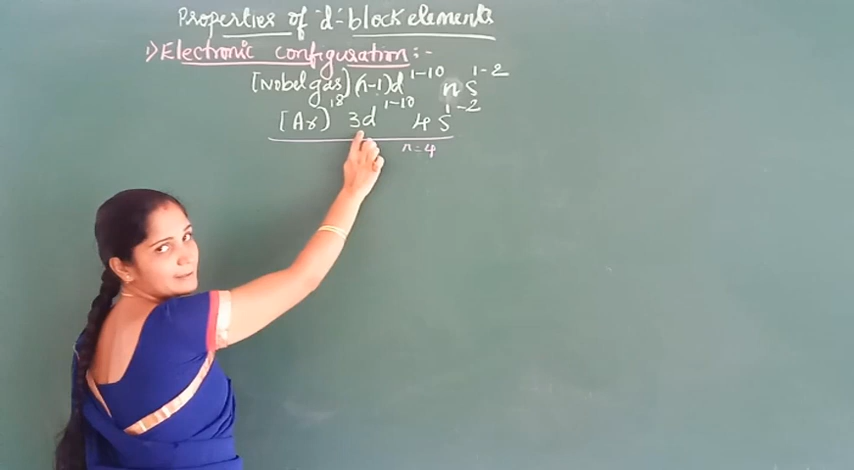 Properties of 'd'-block elements
1) Electronic configuration :-
[Nobel gas] (n-1)d¹⁻¹⁰ ns¹⁻²
[Ar]¹⁸ 3d¹⁻¹⁰ 4s¹⁻²
n=4